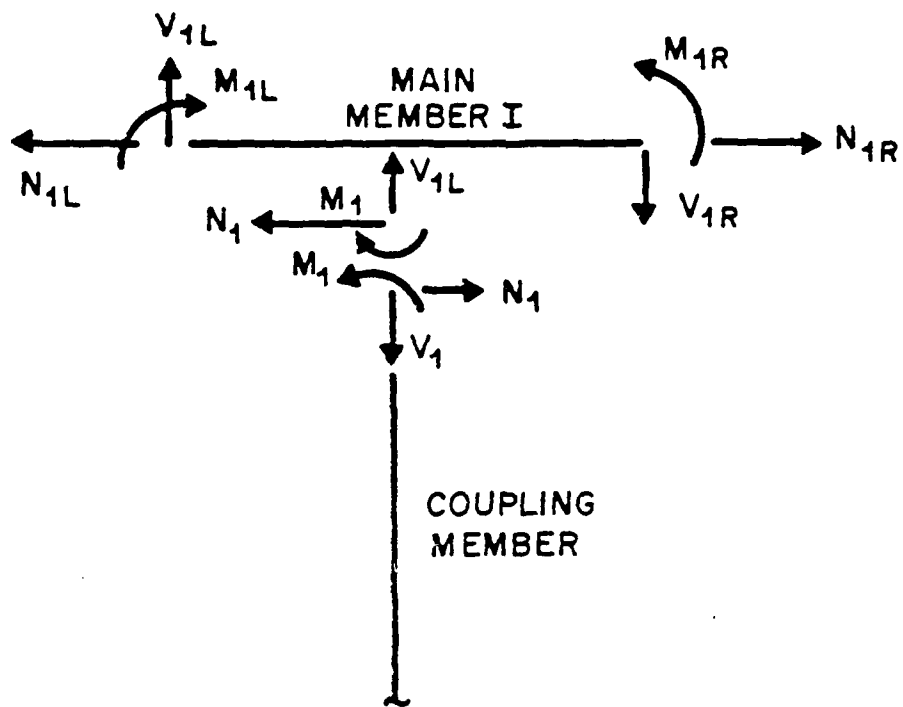 V1L
M1L
MAIN
MEMBER I
M1R
N1L
N1R
V1L
M1
V1R
N1
M1
N1
V1
COUPLING
MEMBER